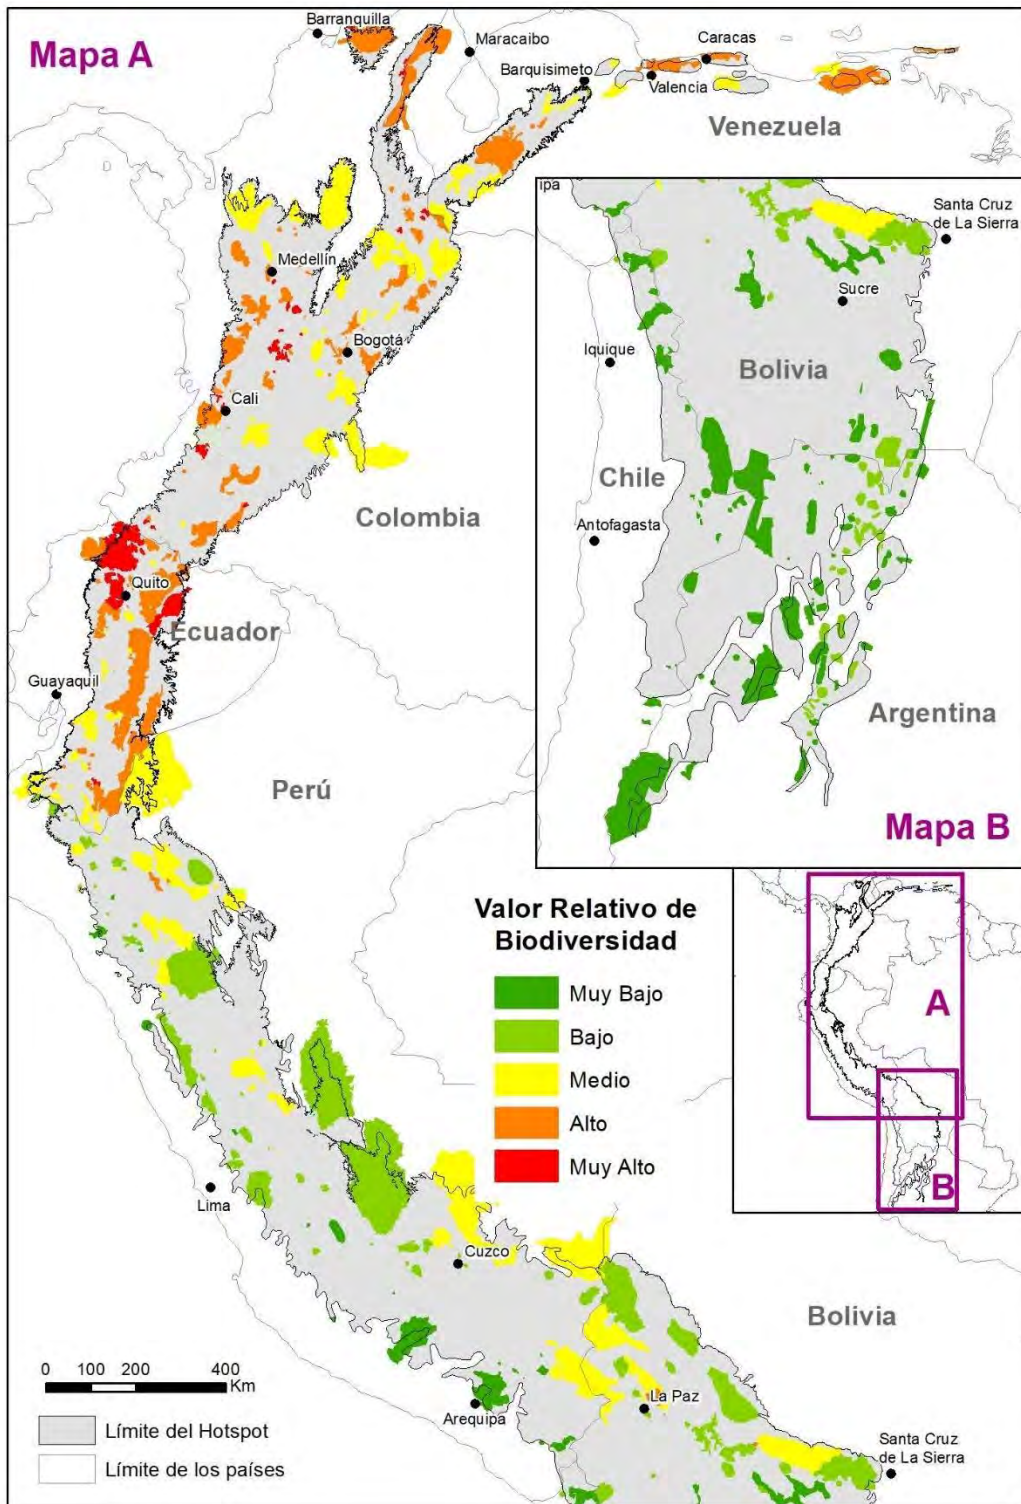 Mapa A
Barranquilla
Maracaibo
Caracas
Barquisimeto
Valencia
Venezuela
Medellín
Bogotá
Cali
Colombia
Quito
Ecuador
Guayaquil
Perú
ipa
Santa Cruz
de La Sierra
Sucre
Iquique
Bolivia
Chile
Antofagasta
Argentina
Mapa B
Valor Relativo de
Biodiversidad
Muy Bajo
Bajo
Medio
Alto
Muy Alto
A
B
Lima
Cuzco
Bolivia
La Paz
Arequipa
Santa Cruz
de La Sierra
0 100 200 400
Km
Límite del Hotspot
Límite de los países